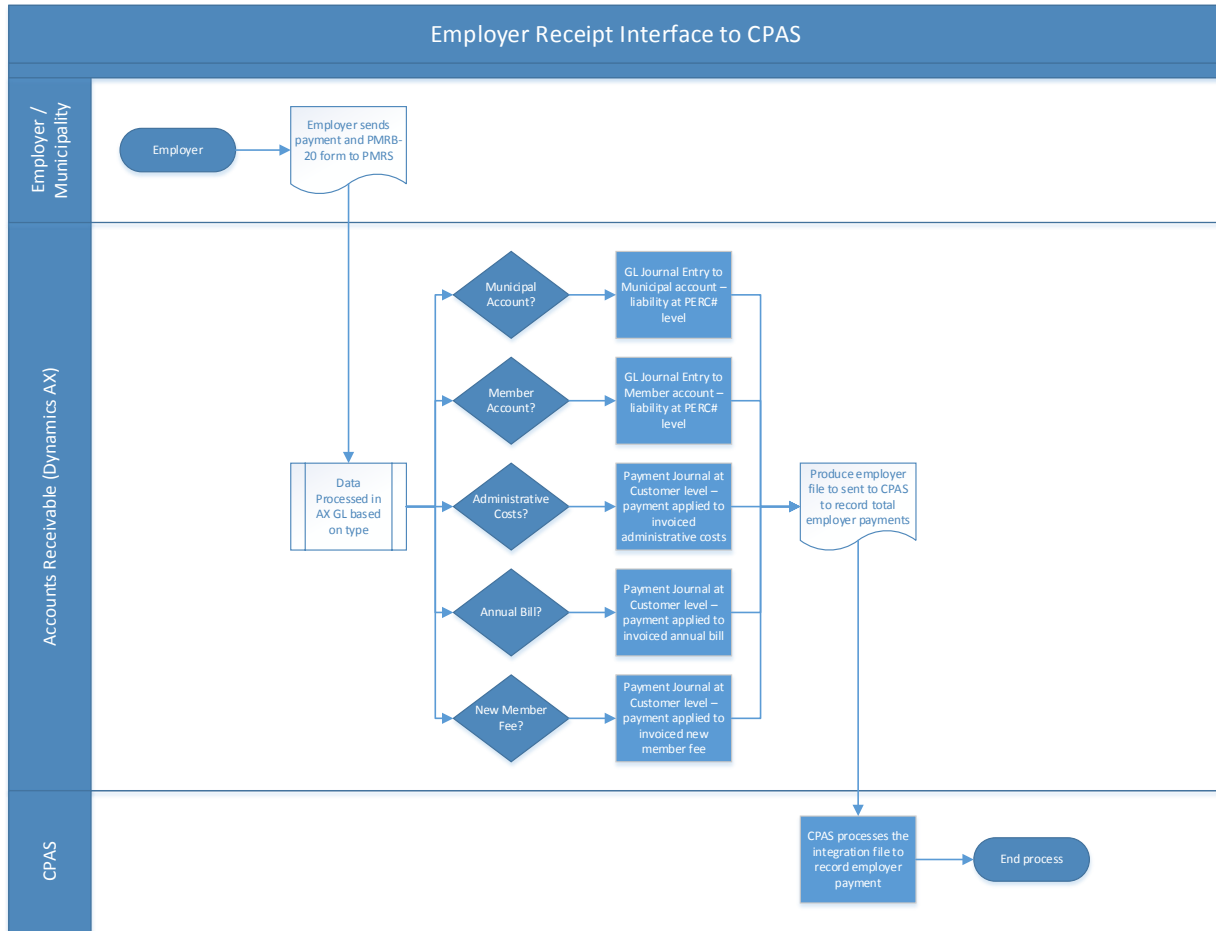 Employer Receipt Interface to CPAS
Employer /
Municipality
Employer
Employer sends
payment and PMRB-
20 form to PMRS
Accounts Receivable (Dynamics AX)
Data
Processed in
AX GL based
on type
Municipal
Account?
GL Journal Entry to
Municipal account –
liability at PERC#
level
Member
Account?
GL Journal Entry to
Member account –
liability at PERC#
level
Administrative
Costs?
Payment Journal at
Customer level –
payment applied to
invoiced
administrative costs
Annual Bill?
Payment Journal at
Customer level –
payment applied to
invoiced annual bill
New Member
Fee?
Payment Journal at
Customer level –
payment applied to
invoiced new
member fee
Produce employer
file to sent to CPAS
to record total
employer payments
CPAS
CPAS processes the
integration file to
record employer
payment
End process